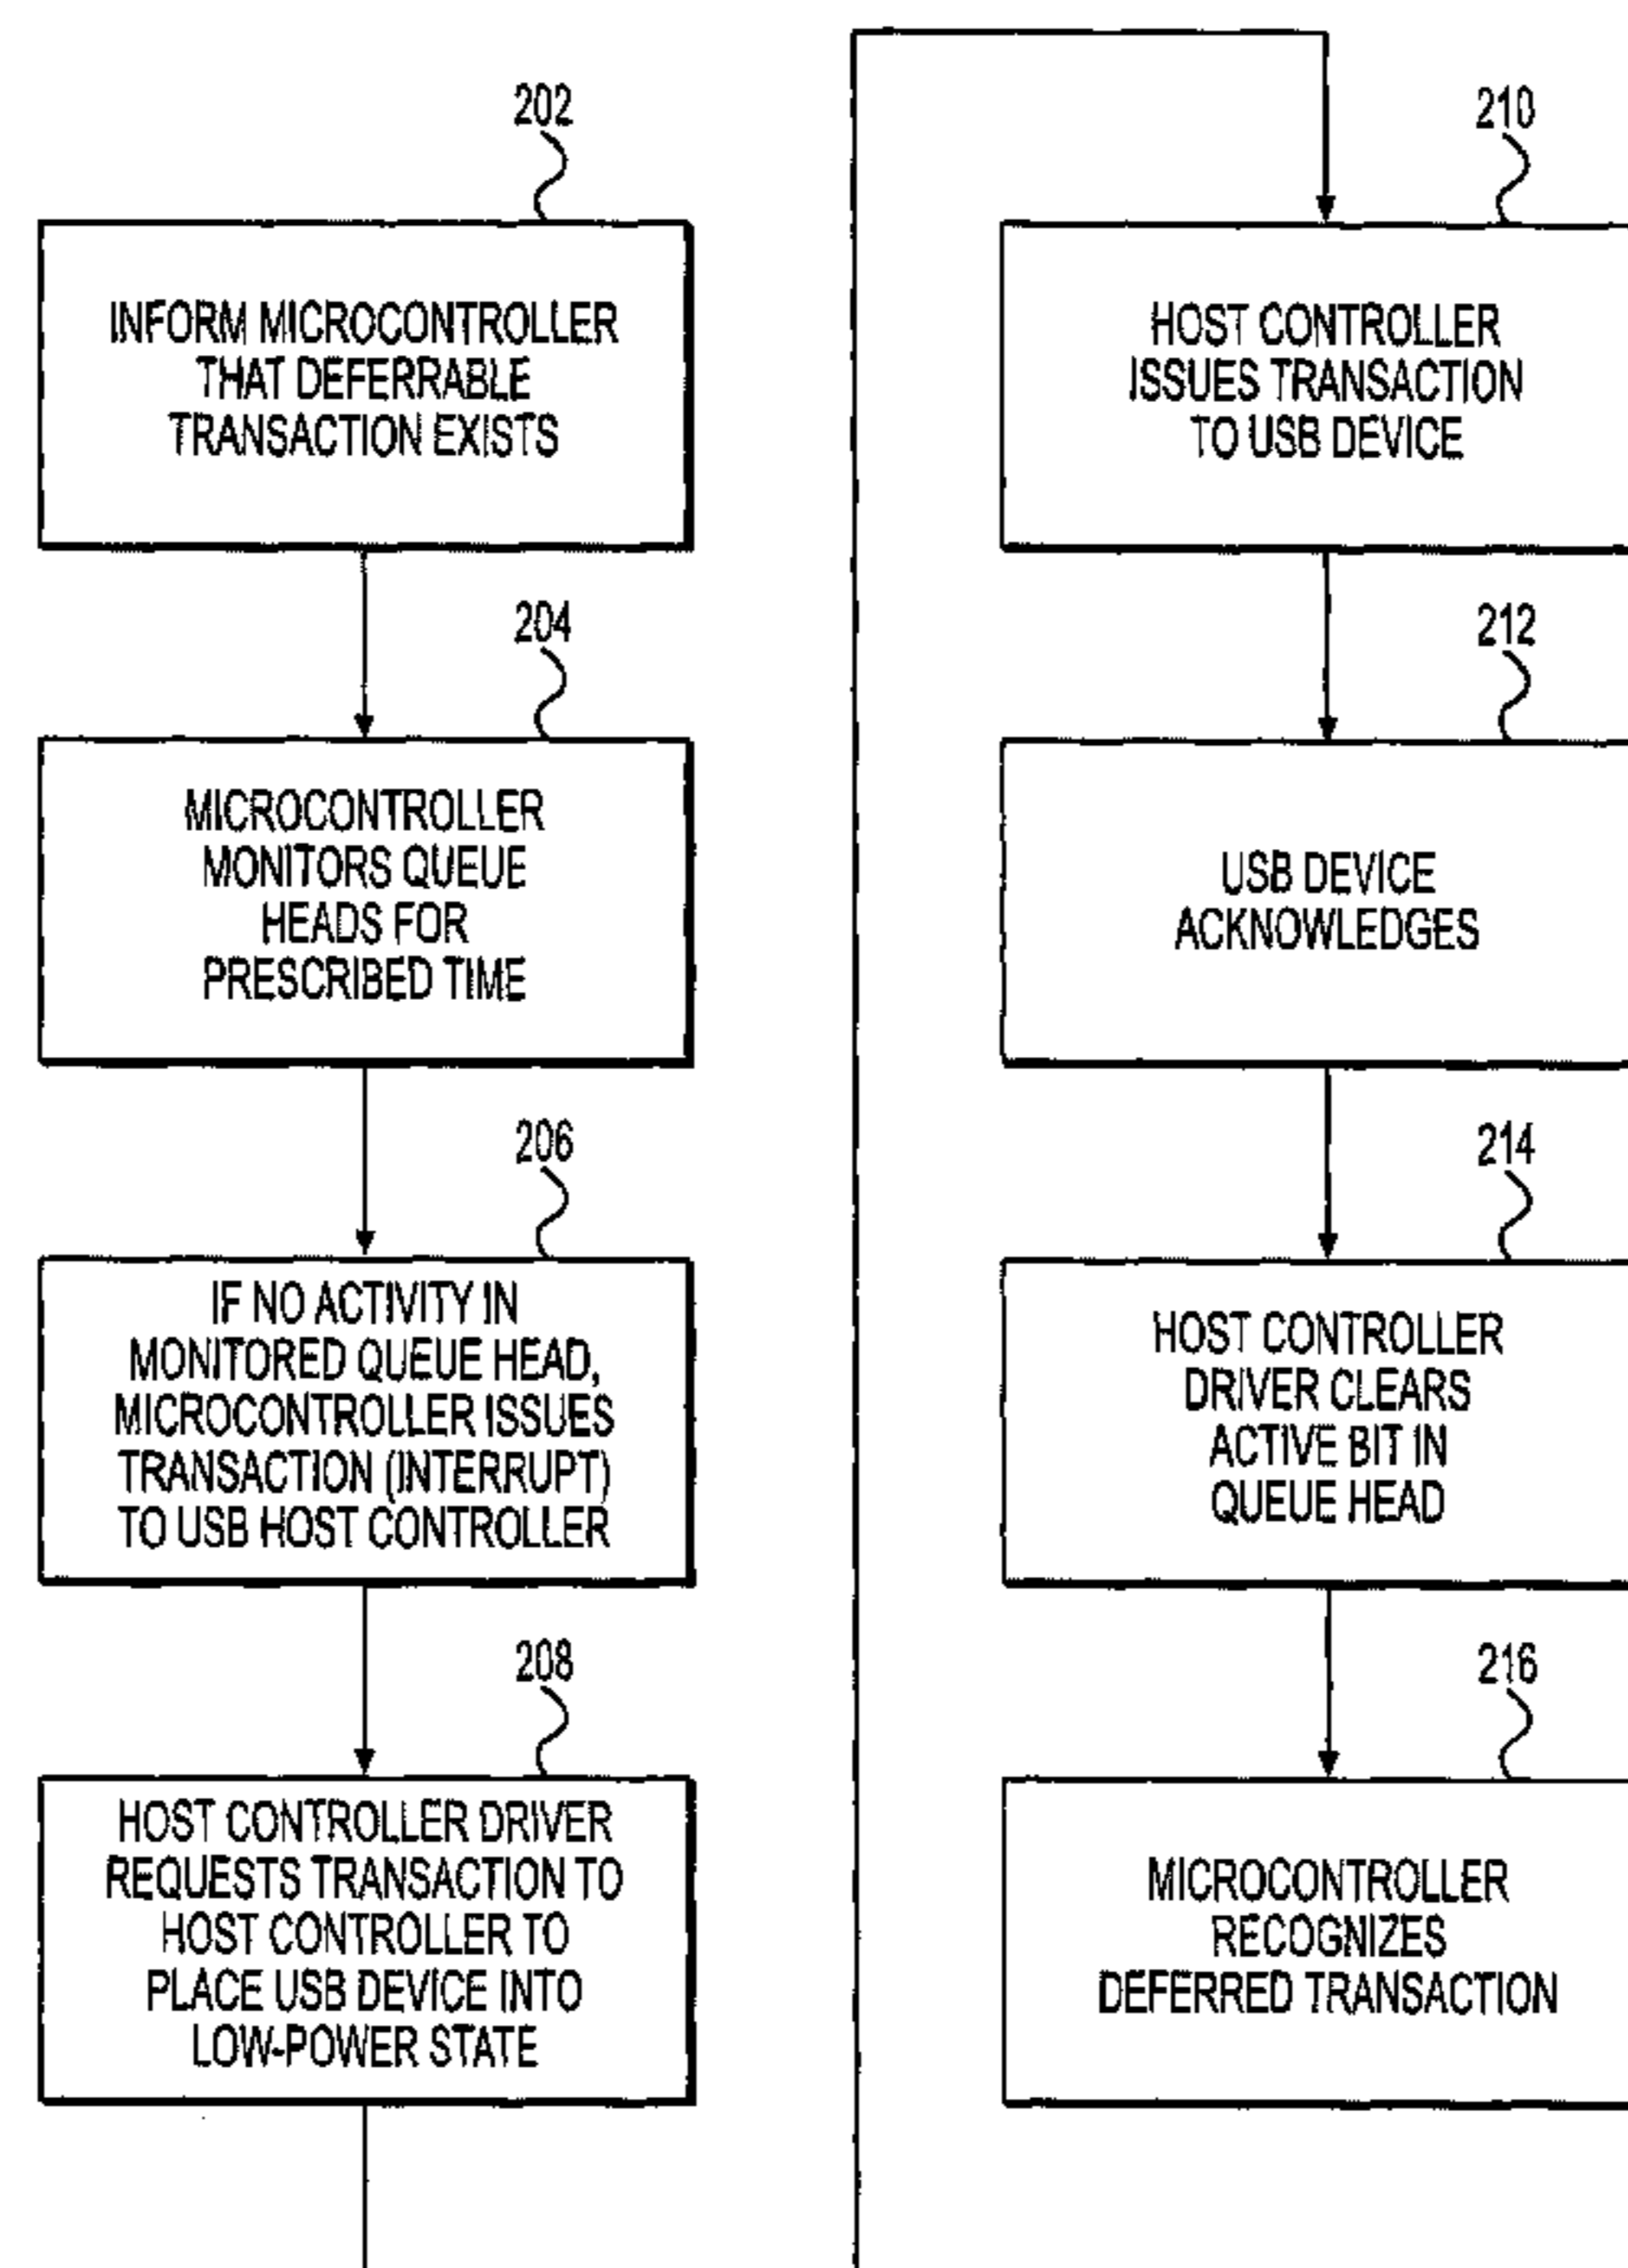 202
INFORM MICROCONTROLLER
THAT DEFERRABLE
TRANSACTION EXISTS
204
MICROCONTROLLER
MONITORS QUEUE
HEADS FOR
PRESCRIBED TIME
206
IF NO ACTIVITY IN
MONITORED QUEUE HEAD,
MICROCONTROLLER ISSUES
TRANSACTION (INTERRUPT)
TO USB HOST CONTROLLER
208
HOST CONTROLLER DRIVER
REQUESTS TRANSACTION TO
HOST CONTROLLER TO
PLACE USB DEVICE INTO
LOW-POWER STATE
210
HOST CONTROLLER
ISSUES TRANSACTION
TO USB DEVICE
212
USB DEVICE
ACKNOWLEDGES
214
HOST CONTROLLER
DRIVER CLEARS
ACTIVE BIT IN
QUEUE HEAD
216
MICROCONTROLLER
RECOGNIZES
DEFERRED TRANSACTION